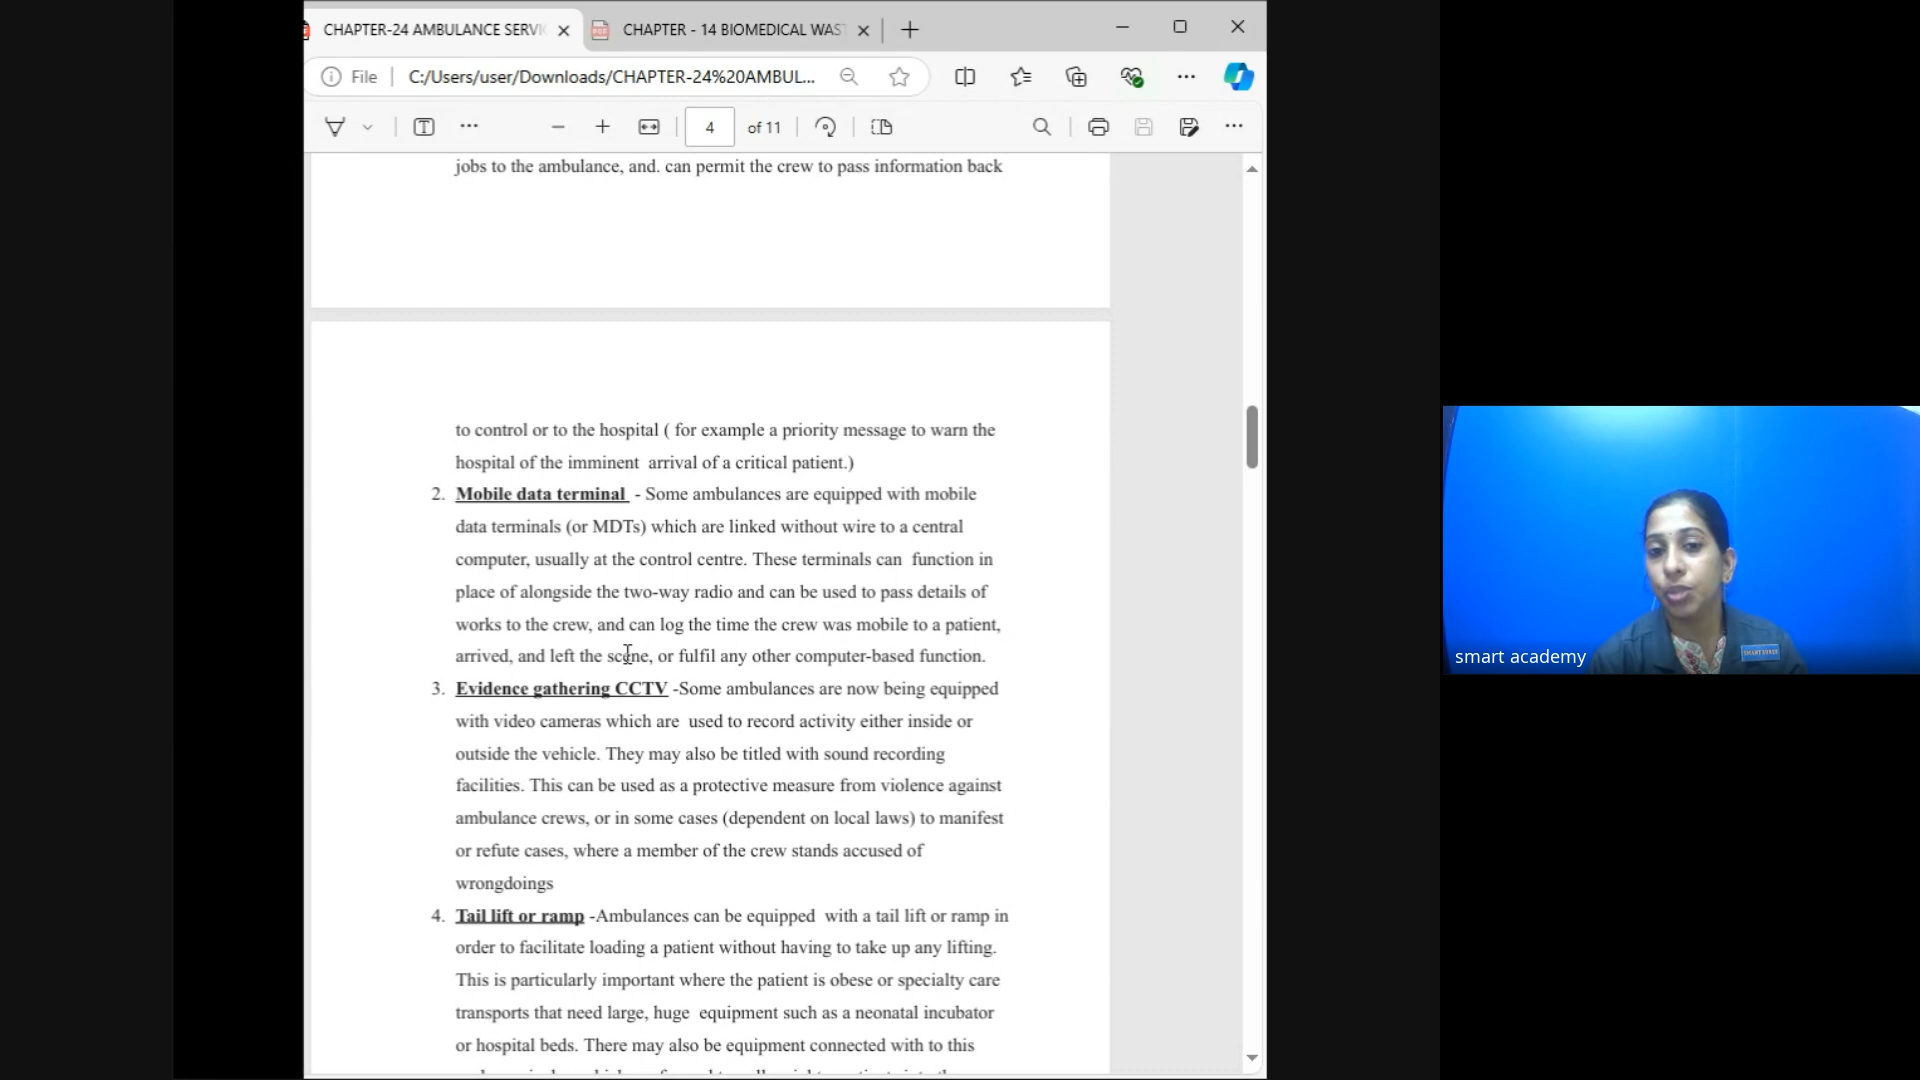 CHAPTER-24 AMBULANCE SERVI
CHAPTER - 14 BIOMEDICAL WAS
File
C:/Users/user/Downloads/CHAPTER-24%20AMBUL...
4
of 11
jobs to the ambulance, and. can permit the crew to pass information back
to control or to the hospital ( for example a priority message to warn the
hospital of the imminent arrival of a critical patient.)
2. Mobile data terminal - Some ambulances are equipped with mobile
data terminals (or MDTs) which are linked without wire to a central
computer, usually at the control centre. These terminals can function in
place of alongside the two-way radio and can be used to pass details of
works to the crew, and can log the time the crew was mobile to a patient,
arrived, and left the scene, or fulfil any other computer-based function.
3. Evidence gathering CCTV -Some ambulances are now being equipped
with video cameras which are used to record activity either inside or
outside the vehicle. They may also be titled with sound recording
facilities. This can be used as a protective measure from violence against
ambulance crews, or in some cases (dependent on local laws) to manifest
or refute cases, where a member of the crew stands accused of
wrongdoings
4. Tail lift or ramp -Ambulances can be equipped with a tail lift or ramp in
order to facilitate loading a patient without having to take up any lifting.
This is particularly important where the patient is obese or specialty care
transports that need large, huge equipment such as a neonatal incubator
or hospital beds. There may also be equipment connected with to this
smart academy